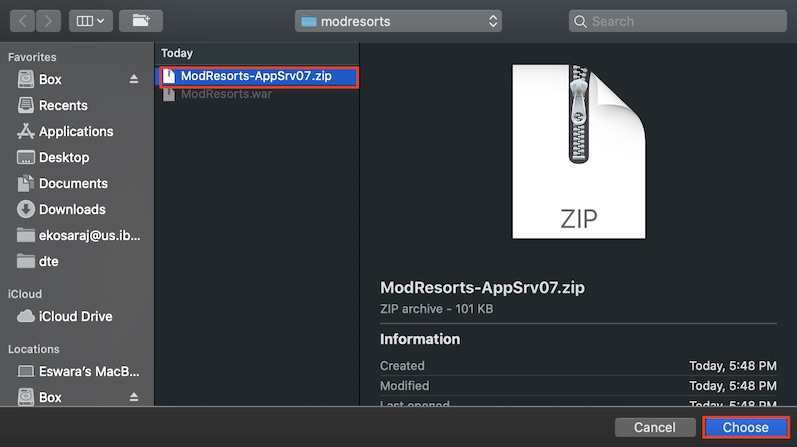 modresorts
Search
Favorites
Box
Recents
Applications
Desktop
Documents
Downloads
ekosaraj@us.ib...
dte
iCloud
iCloud Drive
Locations
Eswara's MacB...
Box
Today
ModResorts-AppSrv07.zip
ModResorts.war
ZIP
ModResorts-AppSrv07.zip
ZIP archive - 101 KB
Information
Created Today, 5:48 PM
Modified Today, 5:48 PM
Last opened Today, 5:48 PM
Cancel Choose